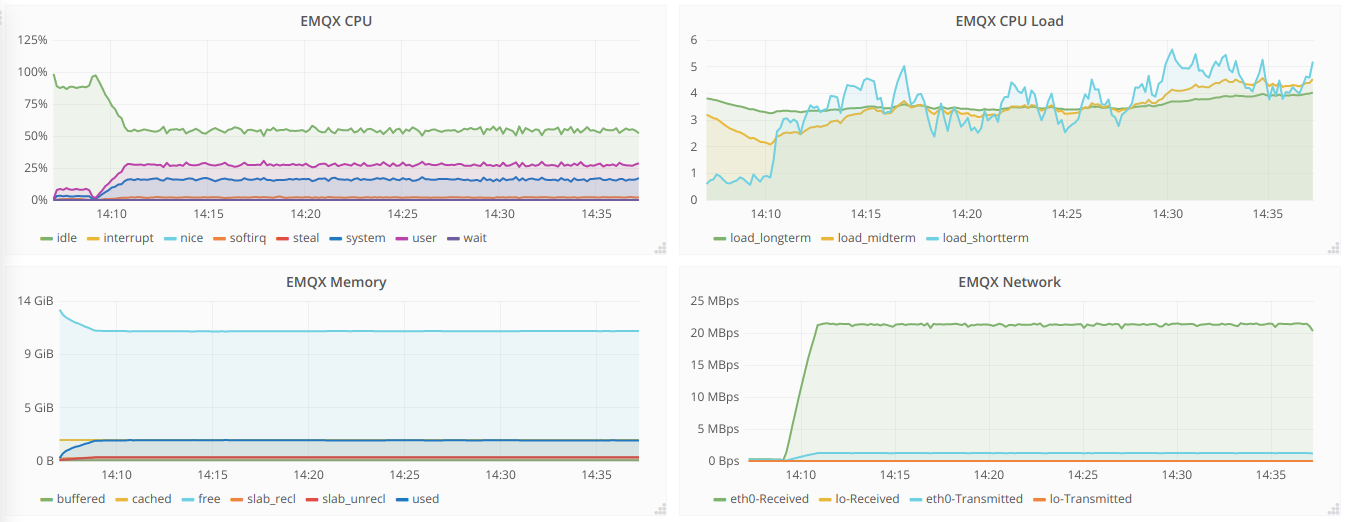 EMQX CPU
125%
100%
75%
50%
25%
0%
14:10 14:15 14:20 14:25 14:30 14:35
idle interrupt nice softirq steal system user wait
EMQX CPU Load
6
5
4
3
2
1
0
14:10 14:15 14:20 14:25 14:30 14:35
load_longterm load_midterm load_shortterm
EMQX Memory
14 GiB
9 GiB
5 GiB
0 B
14:10 14:15 14:20 14:25 14:30 14:35
buffered cached free slab_recl slab_unrecl used
EMQX Network
25 MBps
20 MBps
15 MBps
10 MBps
5 MBps
0 Bps
14:10 14:15 14:20 14:25 14:30 14:35
eth0-Received lo-Received eth0-Transmitted lo-Transmitted